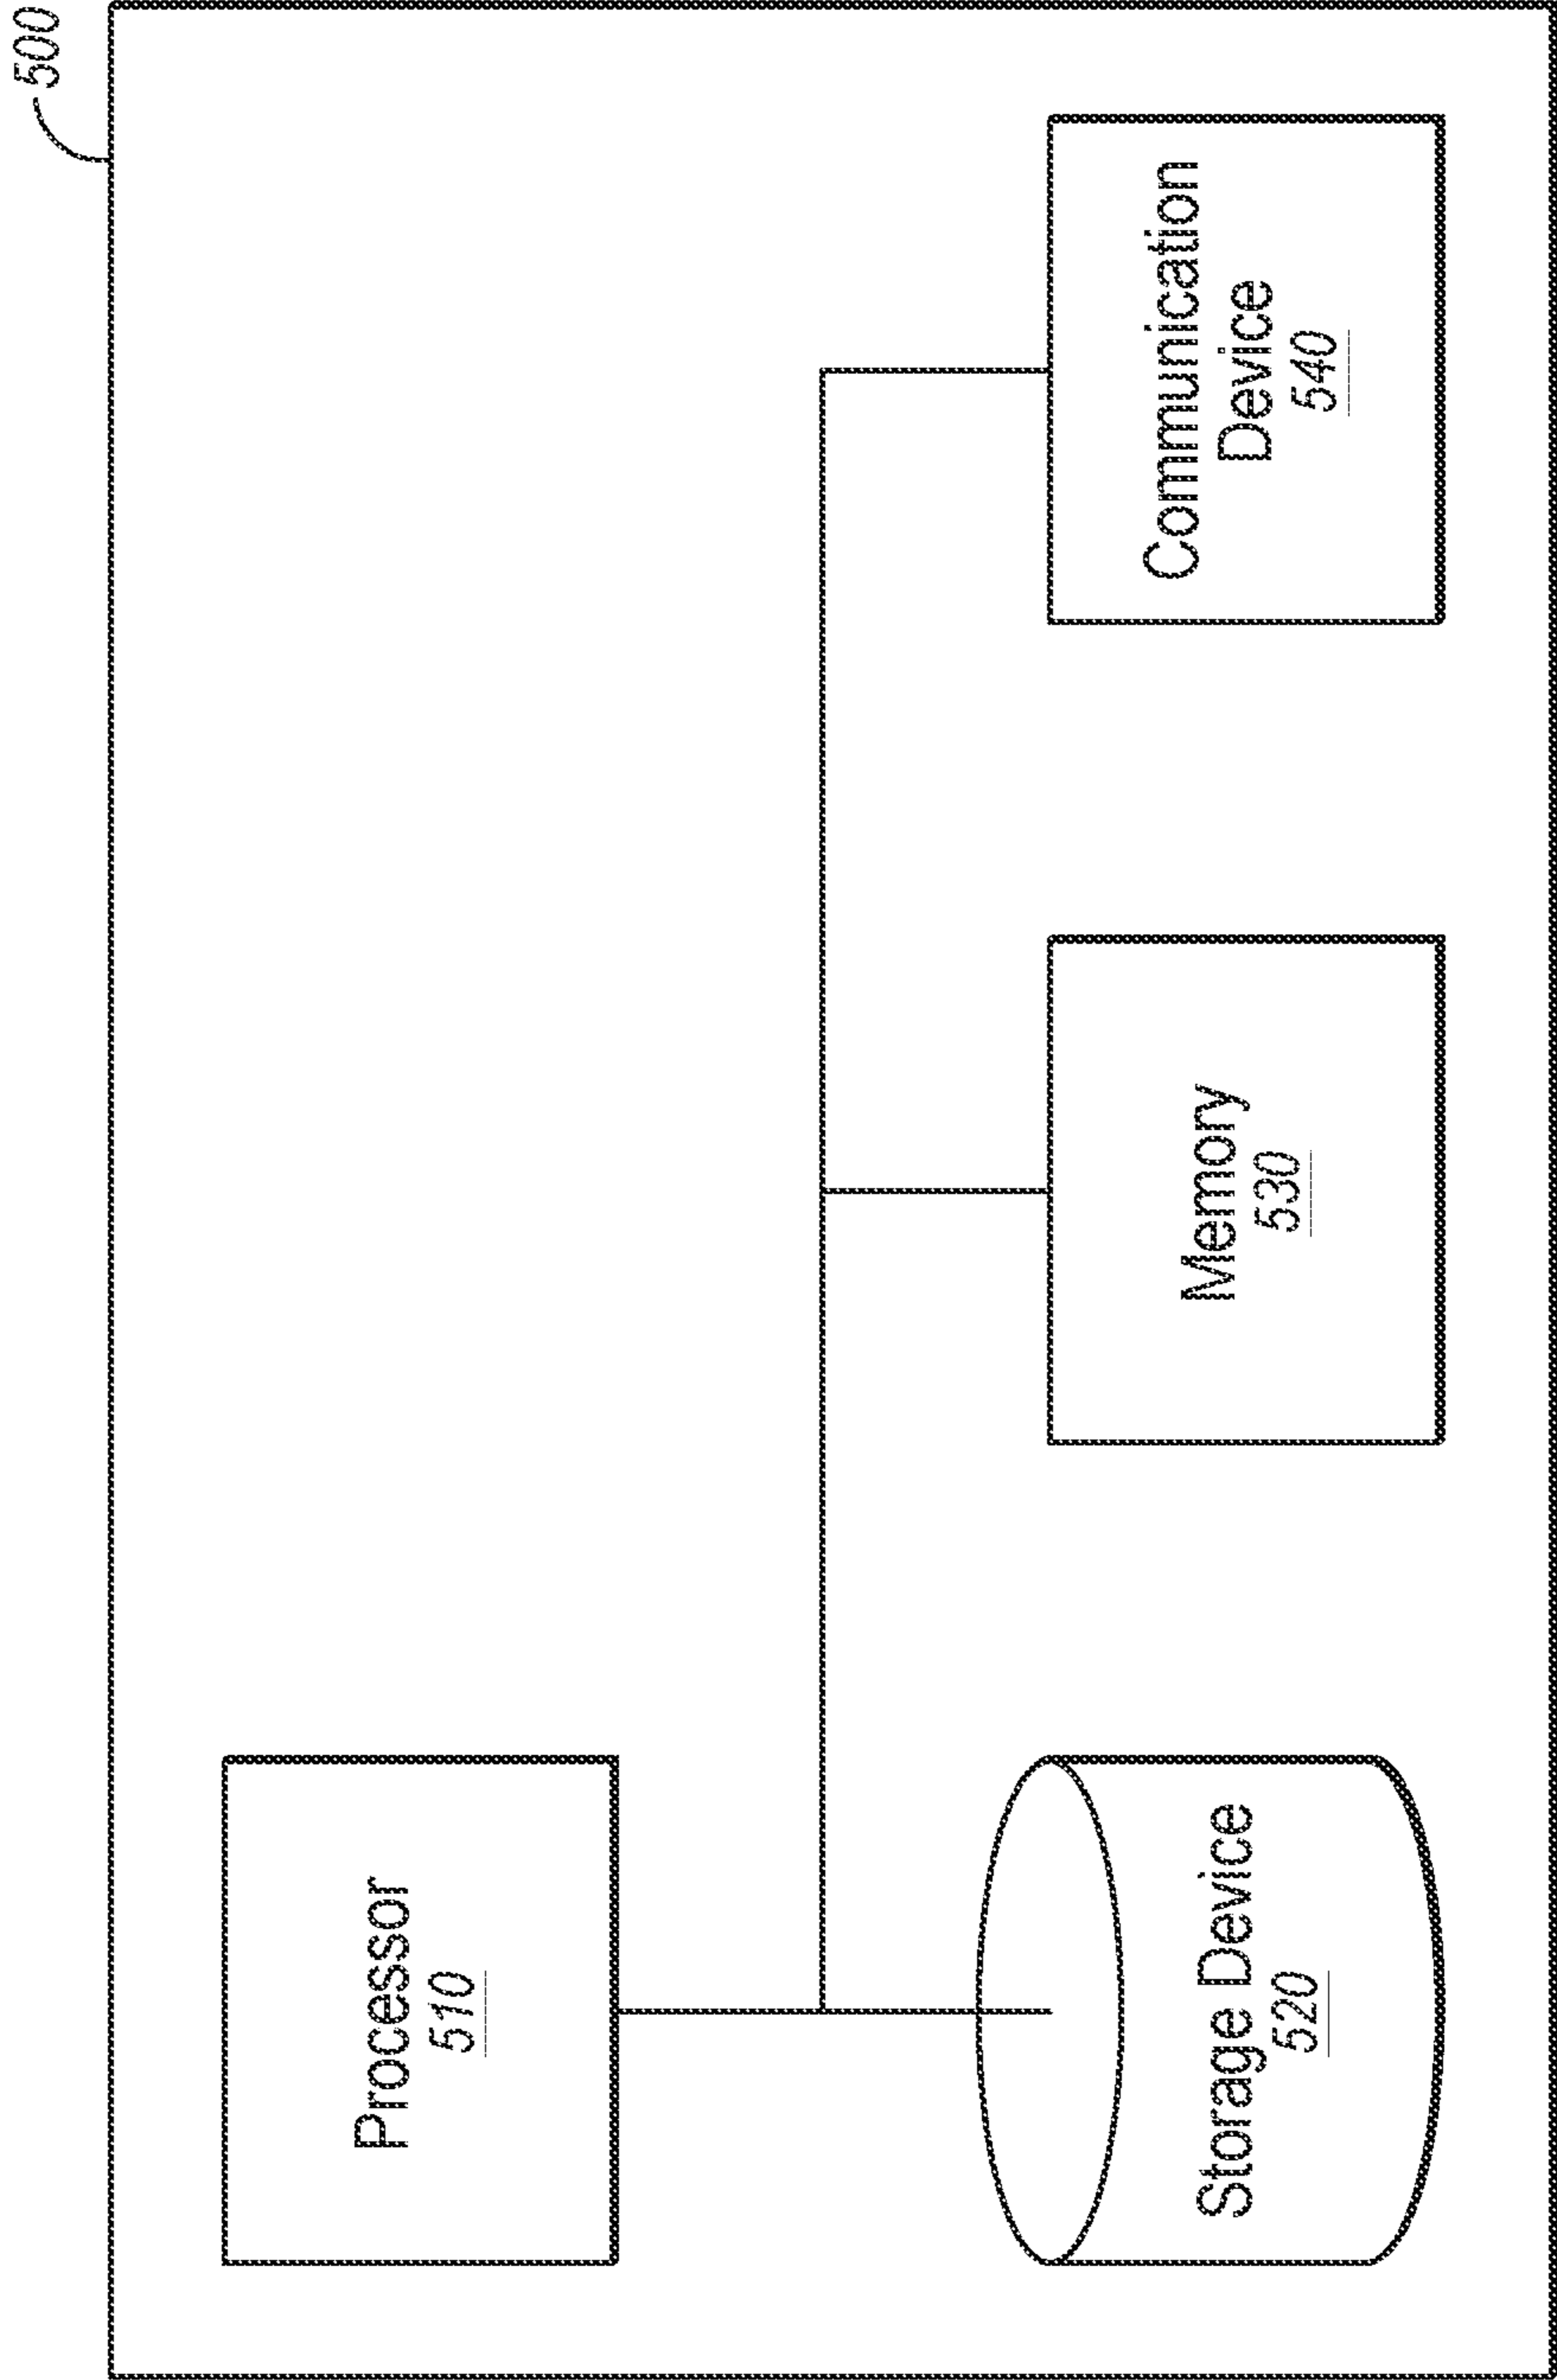 500
Processor
510
Storage Device
520
Memory
530
Communication
Device
540